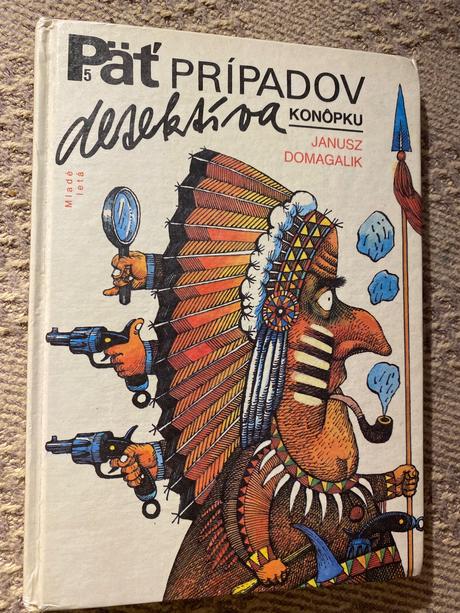 Päť PRÍPADOV
5
detektíva KONÔPKU
JANUSZ
DOMAGALIK
Mladé
letá